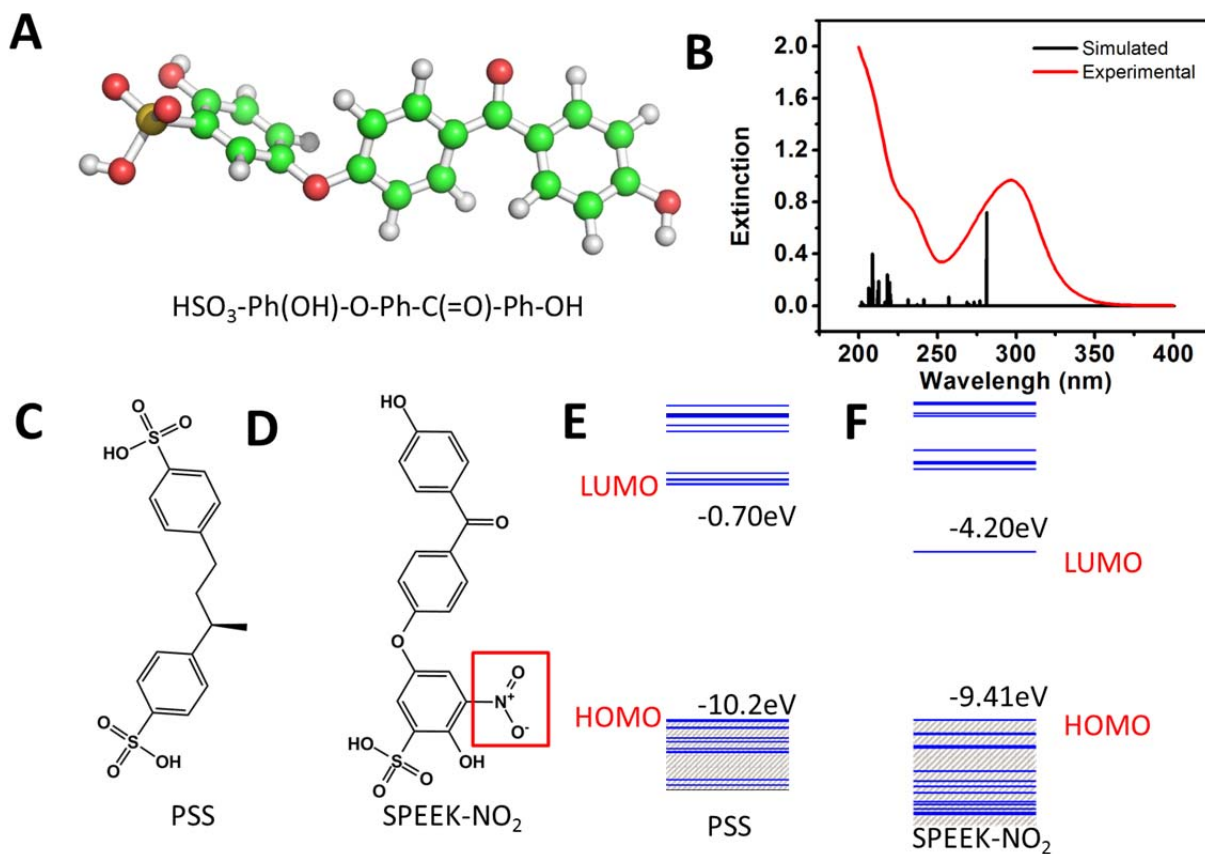 A
HSO₃-Ph(OH)-O-Ph-C(=O)-Ph-OH
B
2.0
1.6
1.2
0.8
0.4
0.0
Extinction
Simulated
Experimental
200
250
300
350
400
Wavelengh (nm)
C
O
O
S
HO
O
S
O
OH
PSS
D
HO
O
O
O
N⁺
O⁻
HO
S
O
O
OH
SPEEK-NO₂
E
LUMO
-0.70eV
HOMO
-10.2eV
PSS
F
-4.20eV
LUMO
-9.41eV
HOMO
SPEEK-NO₂